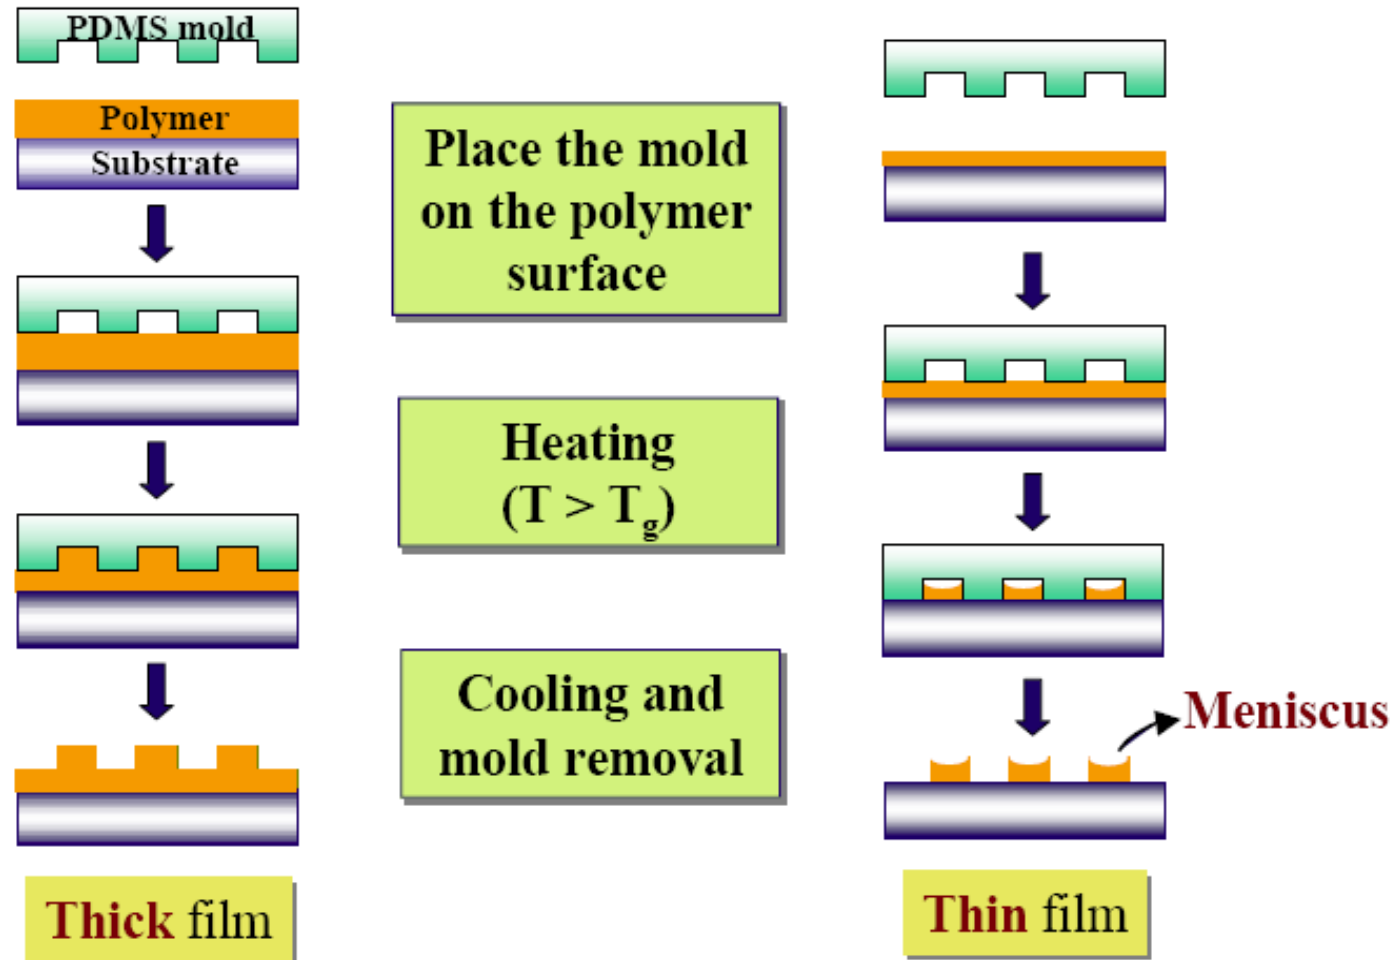 PDMS mold
Polymer
Substrate
Place the mold
on the polymer
surface
Heating
(T > Tg)
Cooling and
mold removal
Meniscus
Thick film
Thin film